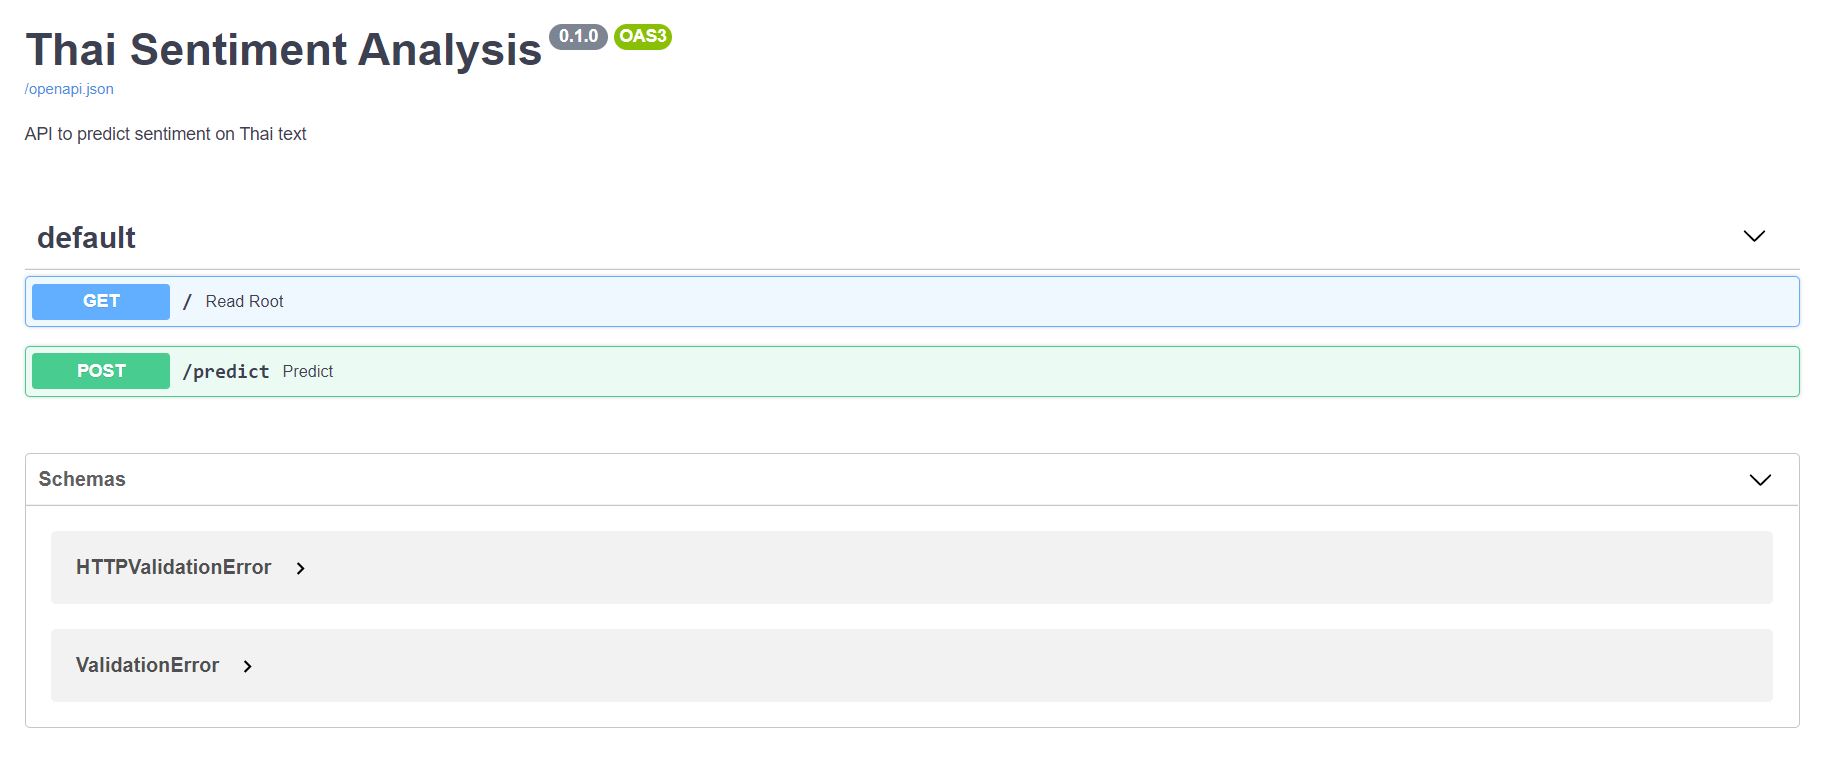 Thai Sentiment Analysis 0.1.0 OAS3
/openapi.json
API to predict sentiment on Thai text
default
GET / Read Root
POST /predict Predict
Schemas
HTTPValidationError
ValidationError